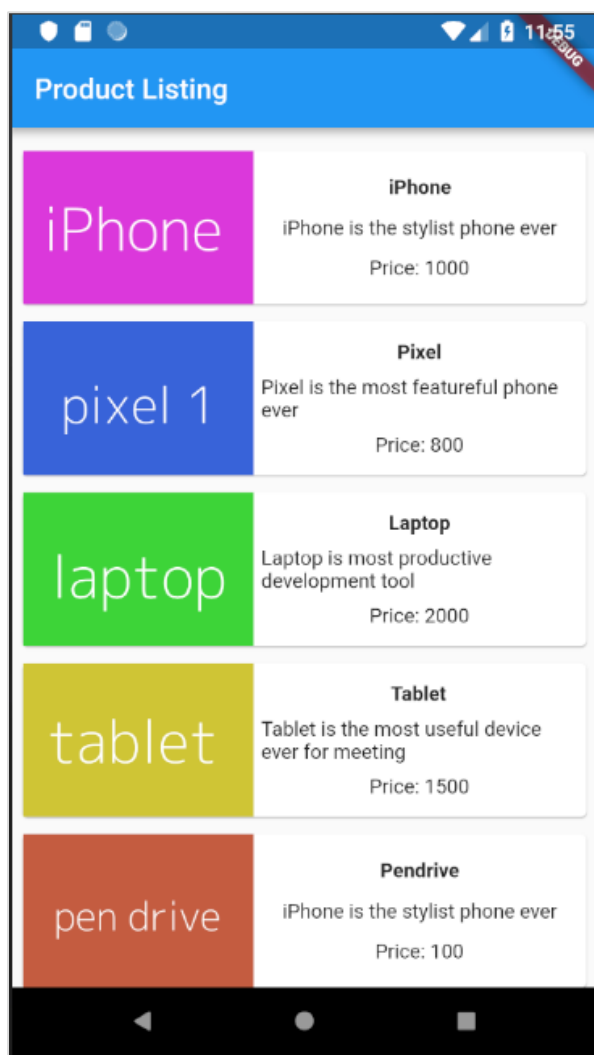 11:55
DEBUG
Product Listing
iPhone
iPhone
iPhone is the stylist phone ever
Price: 1000
pixel 1
Pixel
Pixel is the most featureful phone
ever
Price: 800
laptop
Laptop
Laptop is most productive
development tool
Price: 2000
tablet
Tablet
Tablet is the most useful device
ever for meeting
Price: 1500
pen drive
Pendrive
iPhone is the stylist phone ever
Price: 100